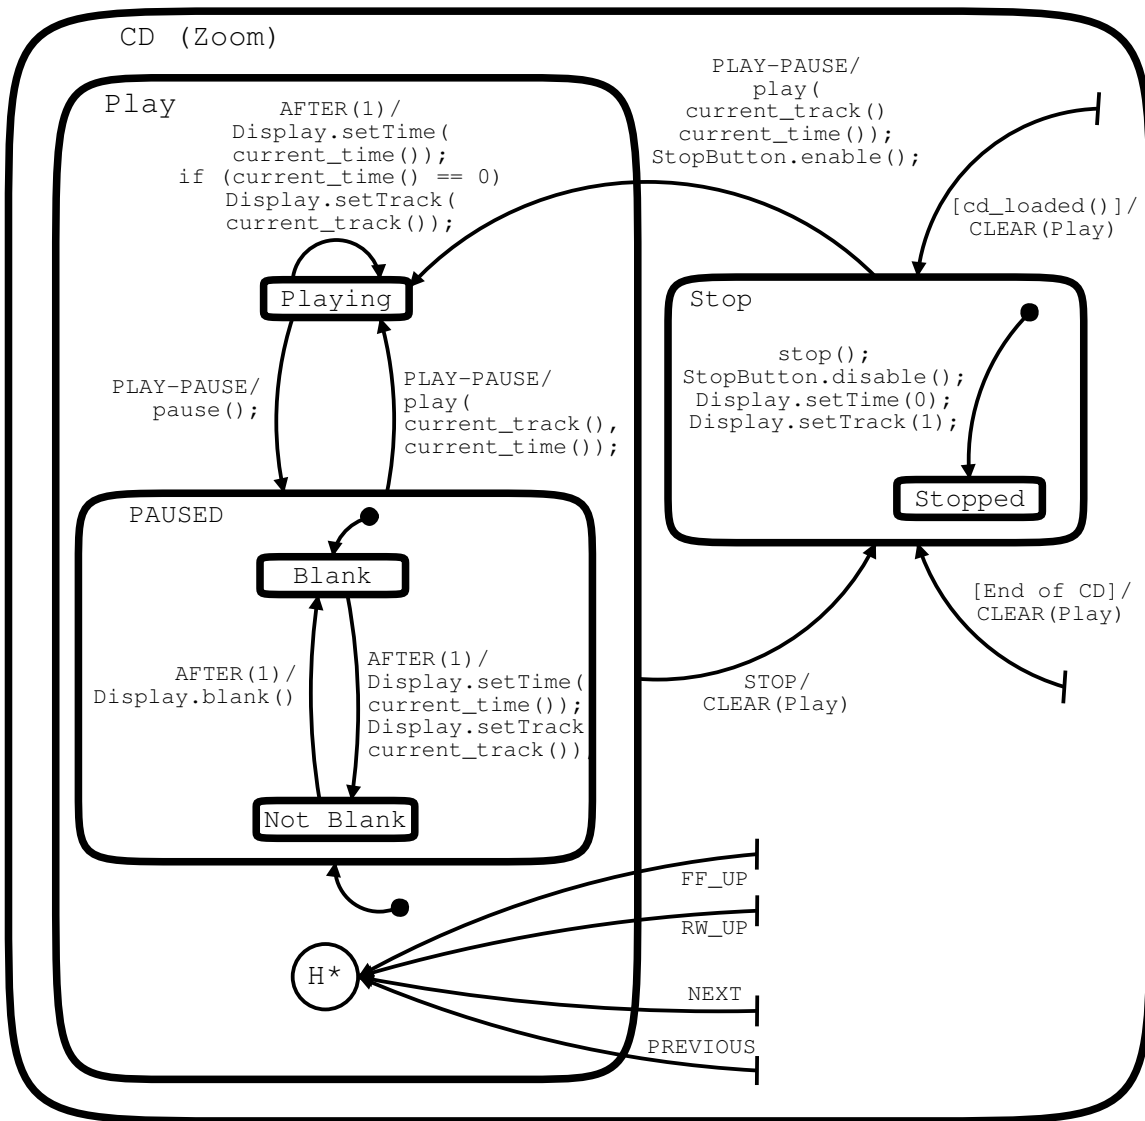 CD (Zoom)
Play
AFTER(1)/
Display.setTime(
current_time());
if (current_time() == 0)
Display.setTrack(
current_track());
Playing
PLAY-PAUSE/
pause();
PLAY-PAUSE/
play(
current_track(),
current_time());
PAUSED
Blank
AFTER(1)/
Display.blank()
AFTER(1)/
Display.setTime(
current_time());
Display.setTrack
current_track())
Not Blank
H*
PLAY-PAUSE/
play(
current_track()
current_time());
StopButton.enable();
[cd_loaded()]/
CLEAR(Play)
Stop
stop();
StopButton.disable();
Display.setTime(0);
Display.setTrack(1);
Stopped
[End of CD]/
CLEAR(Play)
STOP/
CLEAR(Play)
FF_UP
RW_UP
NEXT
PREVIOUS